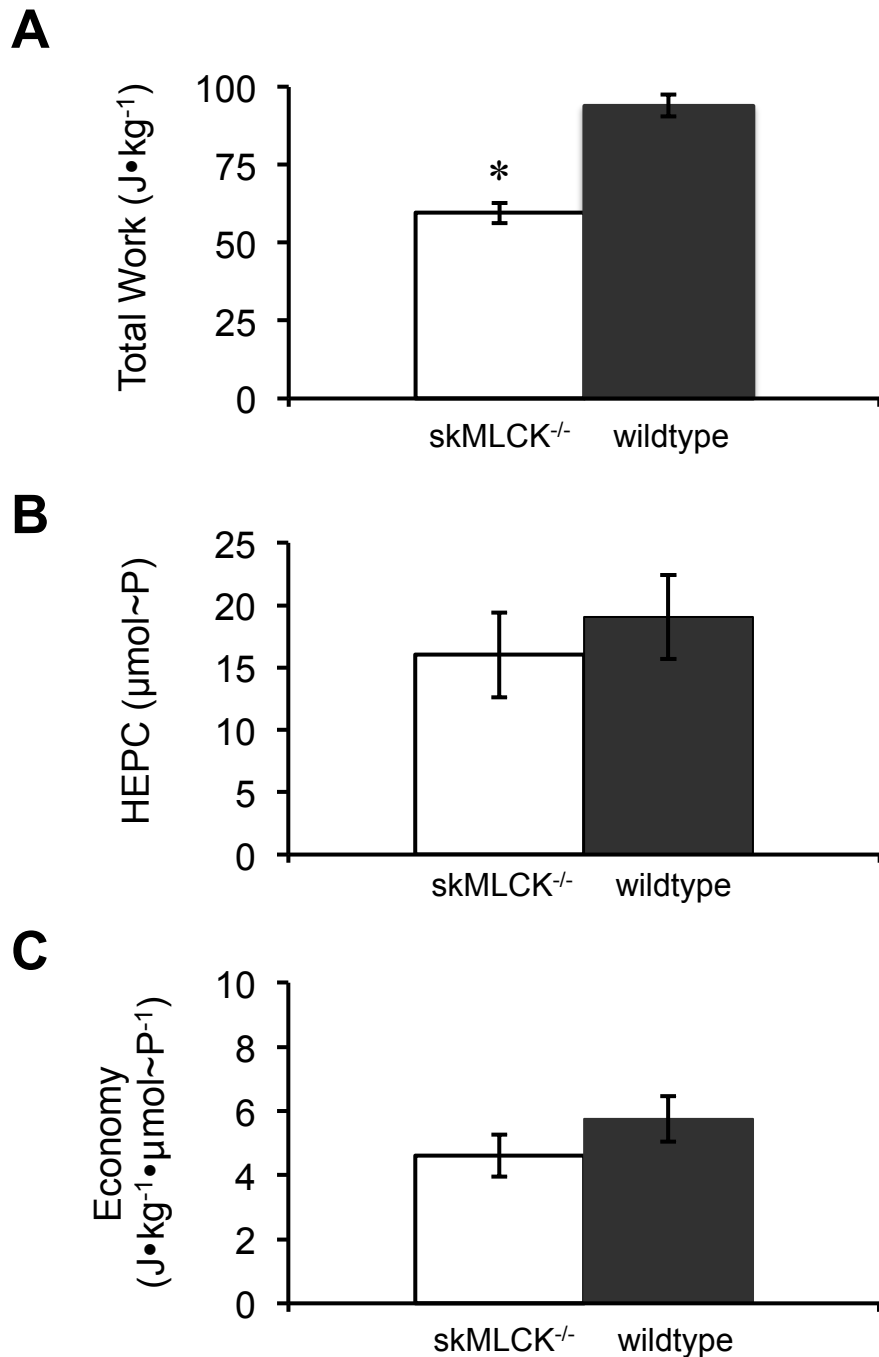 A
Total Work (J•kg⁻¹)
100
75
50
25
0
*
skMLCK⁻/⁻ wildtype
B
HEPC (µmol~P)
25
20
15
10
5
0
skMLCK⁻/⁻ wildtype
C
Economy
(J•kg⁻¹•µmol~P⁻¹)
10
8
6
4
2
0
skMLCK⁻/⁻ wildtype